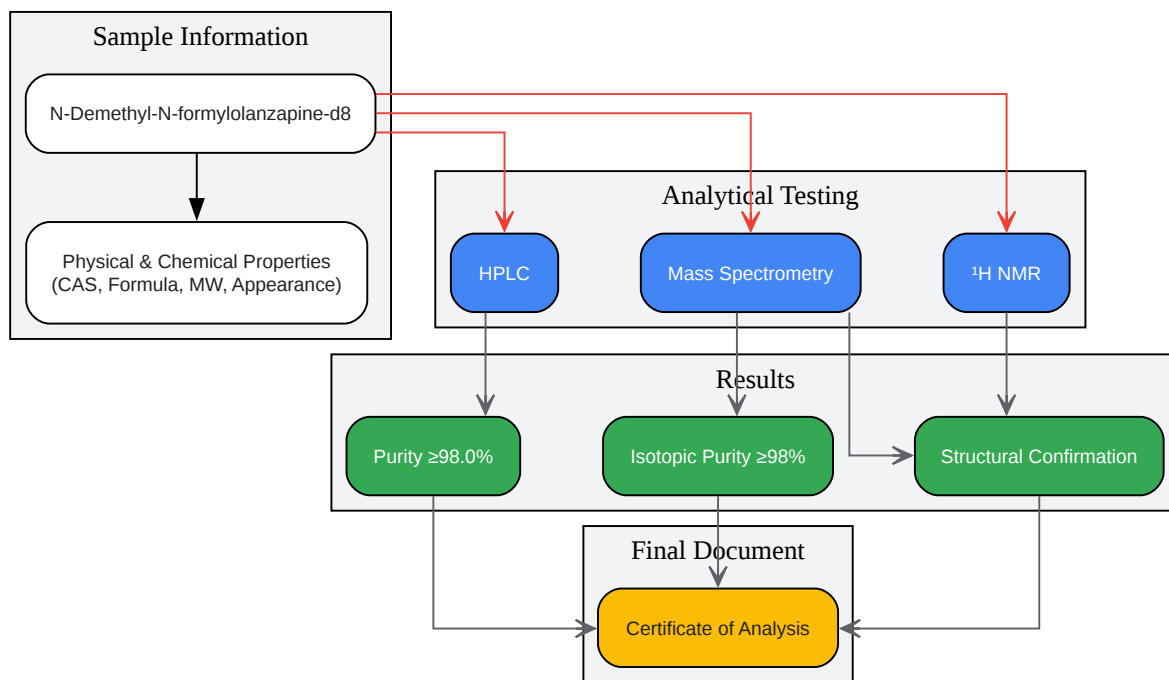 Sample Information
N-Demethyl-N-formylolanzapine-d8
Physical & Chemical Properties
(CAS, Formula, MW, Appearance)
Analytical Testing
HPLC
Mass Spectrometry
¹H NMR
Results
Purity ≥98.0%
Isotopic Purity ≥98%
Structural Confirmation
Final Document
Certificate of Analysis